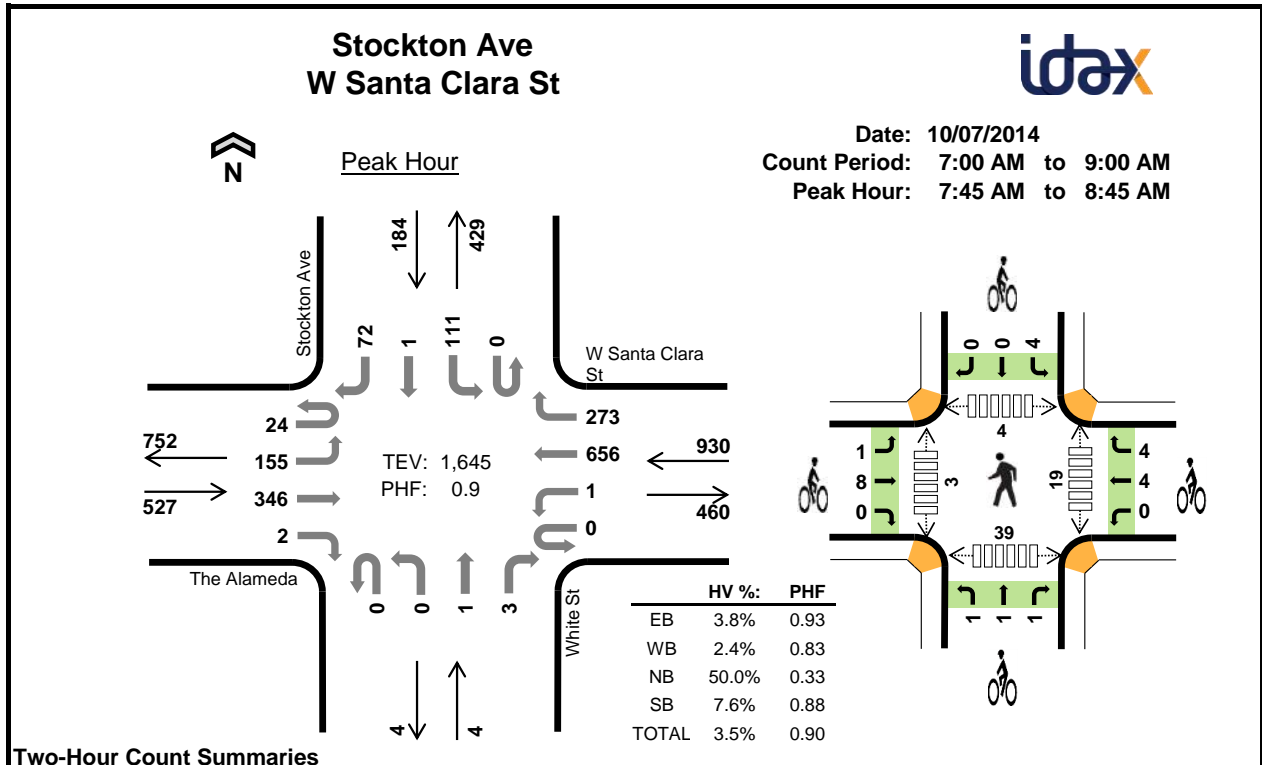 Stockton Ave
W Santa Clara St
idax
N
Peak Hour
Date: 10/07/2014
Count Period: 7:00 AM to 9:00 AM
Peak Hour: 7:45 AM to 8:45 AM
184
429
Stockton Ave
72
1
111
0
W Santa Clara
St
24
155
346
2
752
527
TEV: 1,645
PHF: 0.9
273
656
1
0
930
460
The Alameda
0
0
1
3
White St
4
4
HV %: PHF
EB 3.8% 0.93
WB 2.4% 0.83
NB 50.0% 0.33
SB 7.6% 0.88
TOTAL 3.5% 0.90
0 0 4
4
1
8
0
3
19
4
4
0
39
1 1 1
Two-Hour Count Summaries